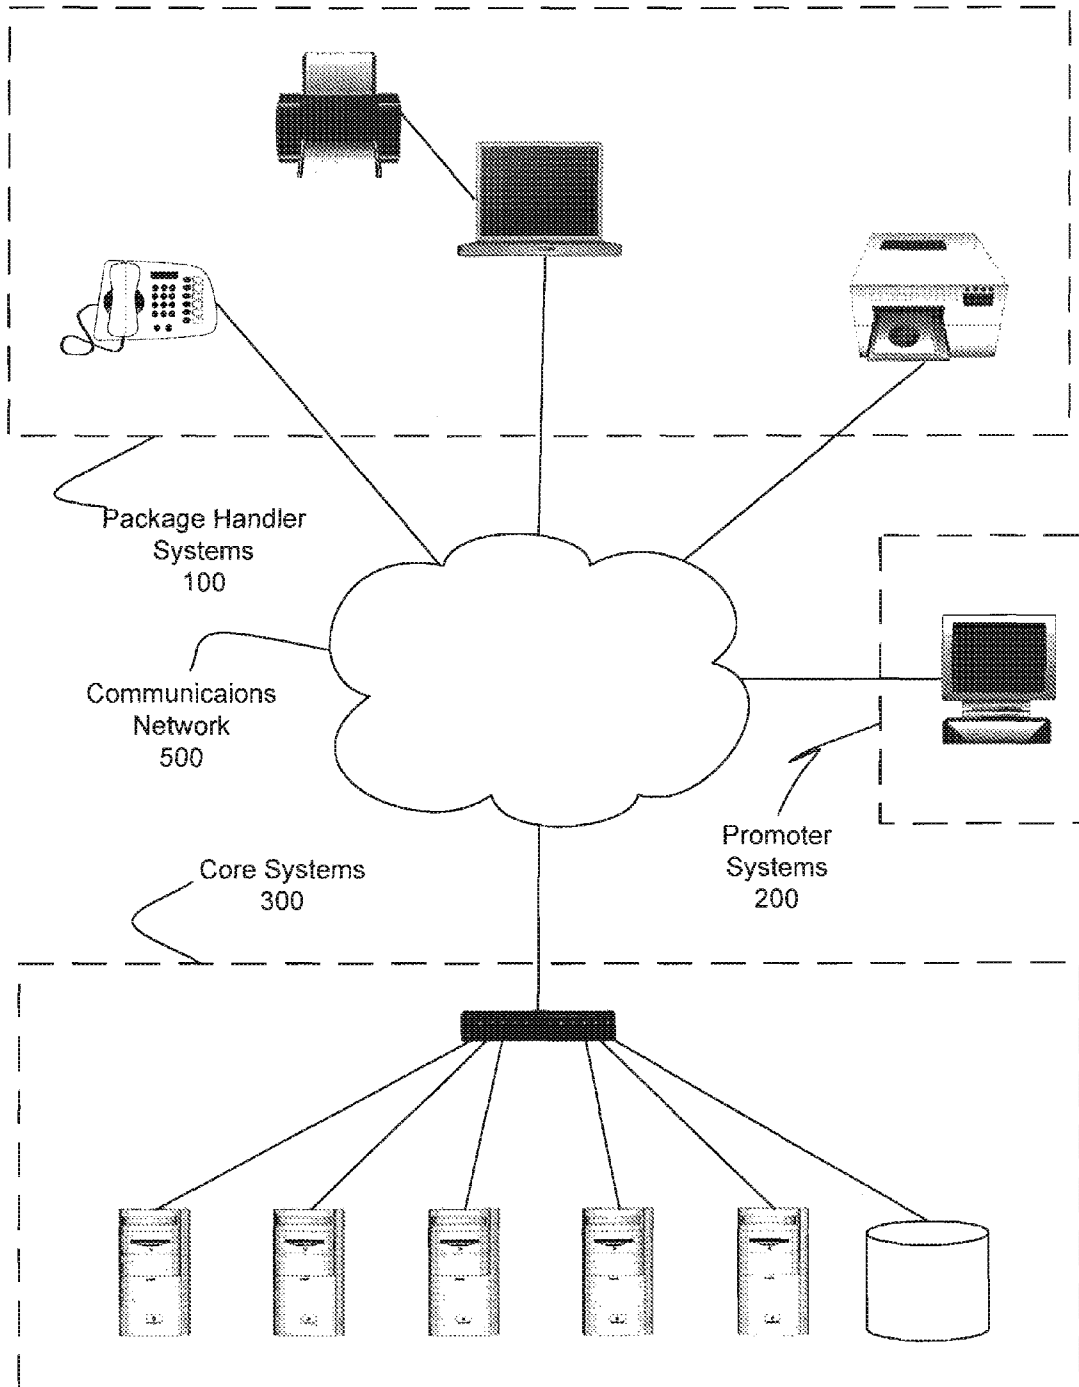 Package Handler
Systems
100
Communicaions
Network
500
Promoter
Systems
200
Core Systems
300